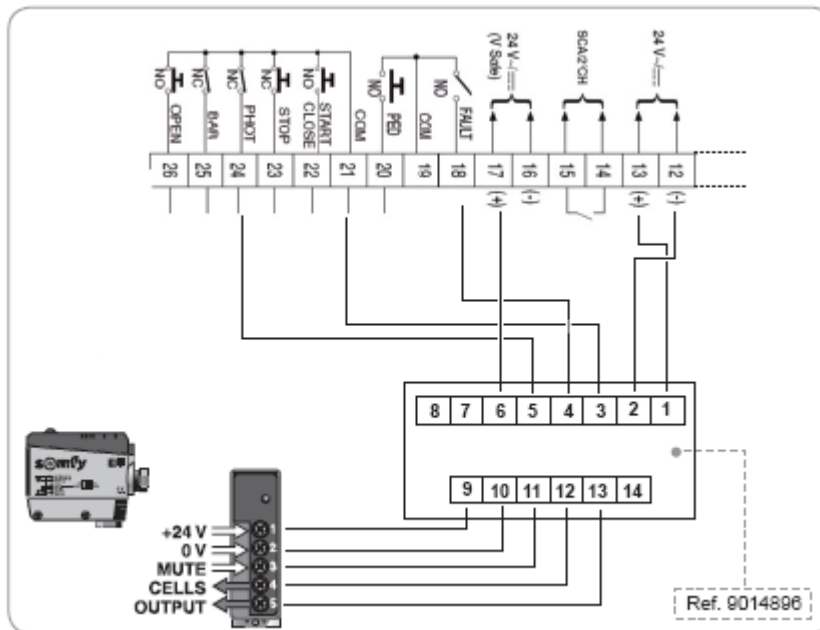 24 V~/⎓
(V Safe)
SCA/2°CH
24 V~/⎓
NO
OPEN
NC
BAR
NC
PHOT
NO
STOP
NO
START
CLOSE
COM
NO
PED
COM
NO
FAULT
26 25 24 23 22 21 20 19 18 17 16 15 14 13 12
(+) (-) (+) (-)
8 7 6 5 4 3 2 1
9 10 11 12 13 14
somfy
+24 V 1
0 V 2
MUTE 3
CELLS 4
OUTPUT 5
Ref. 9014896